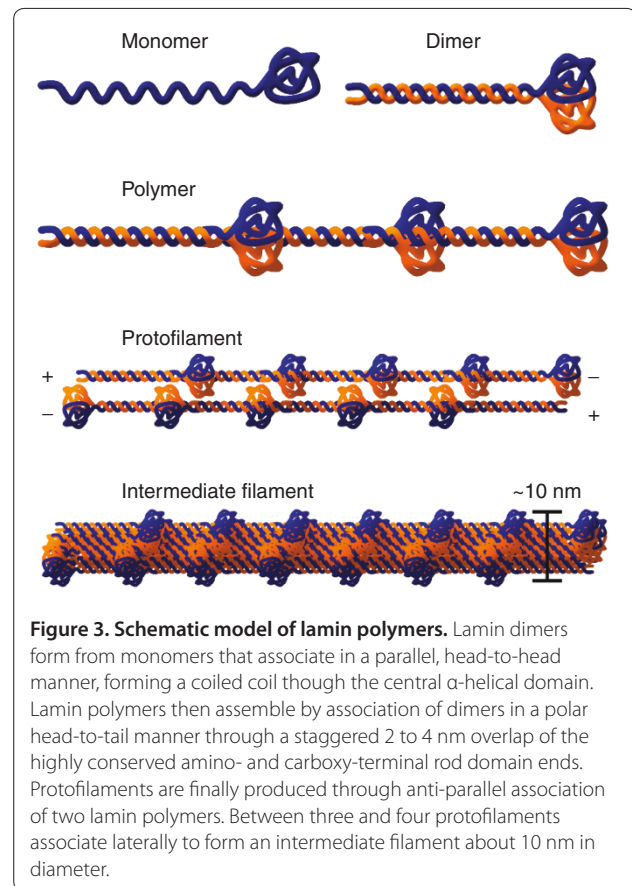 Monomer
Dimer
Polymer
Protofilament
+
–
–
+
Intermediate filament
~10 nm
Figure 3. Schematic model of lamin polymers. Lamin dimers
form from monomers that associate in a parallel, head-to-head
manner, forming a coiled coil though the central α-helical domain.
Lamin polymers then assemble by association of dimers in a polar
head-to-tail manner through a staggered 2 to 4 nm overlap of the
highly conserved amino- and carboxy-terminal rod domain ends.
Protofilaments are finally produced through anti-parallel association
of two lamin polymers. Between three and four protofilaments
associate laterally to form an intermediate filament about 10 nm in
diameter.